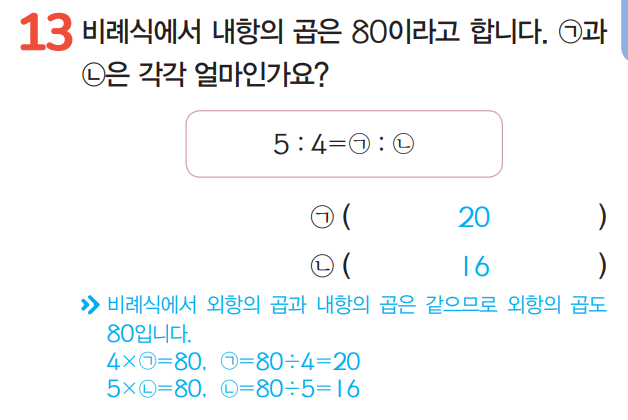 13 비례식에서 내항의 곱은 80이라고 합니다. ㉠과
㉡은 각각 얼마인가요?
5 : 4=㉠ : ㉡
㉠ ( 20 )
㉡ ( 16 )
» 비례식에서 외항의 곱과 내항의 곱은 같으므로 외항의 곱도
80입니다.
4×㉠=80, ㉠=80÷4=20
5×㉡=80, ㉡=80÷5=16